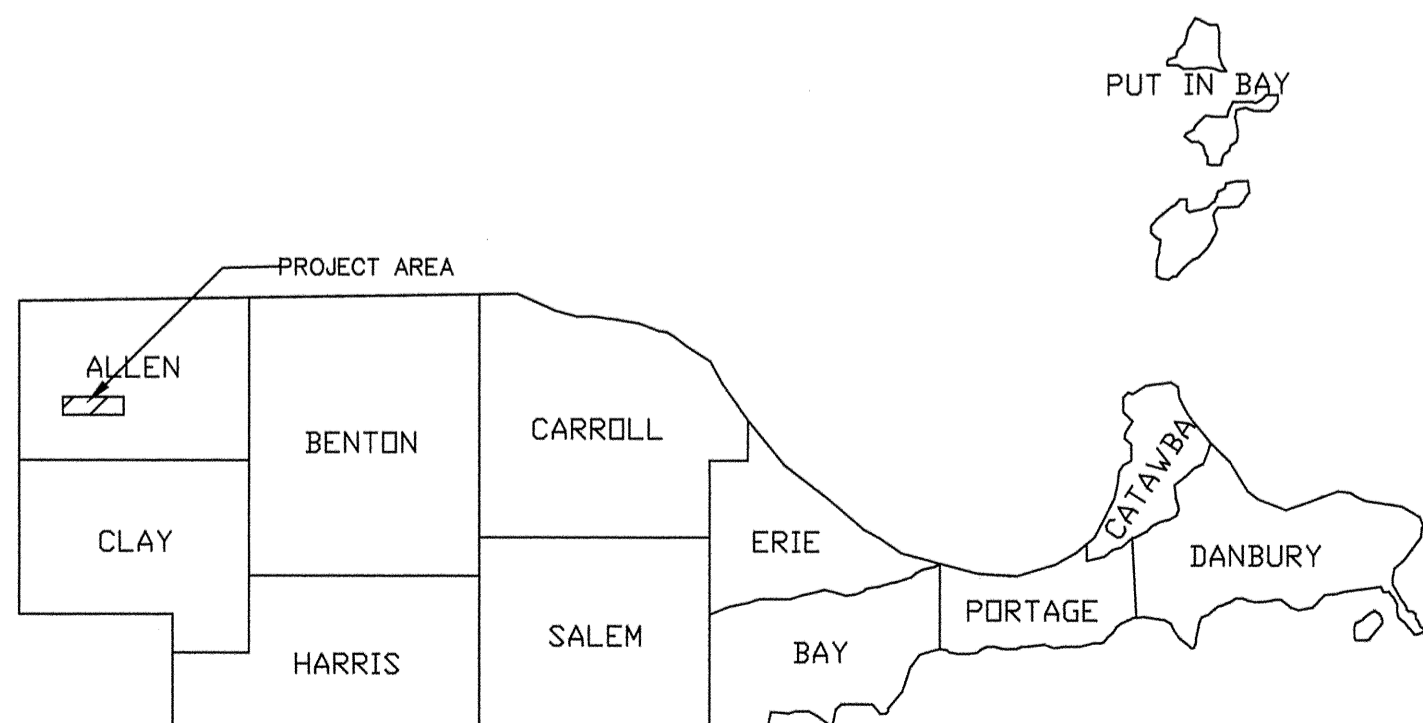 PUT IN BAY
PROJECT AREA
ALLEN
BENTON
CARROLL
CATAWBA
CLAY
ERIE
DANBURY
PORTAGE
SALEM
BAY
HARRIS